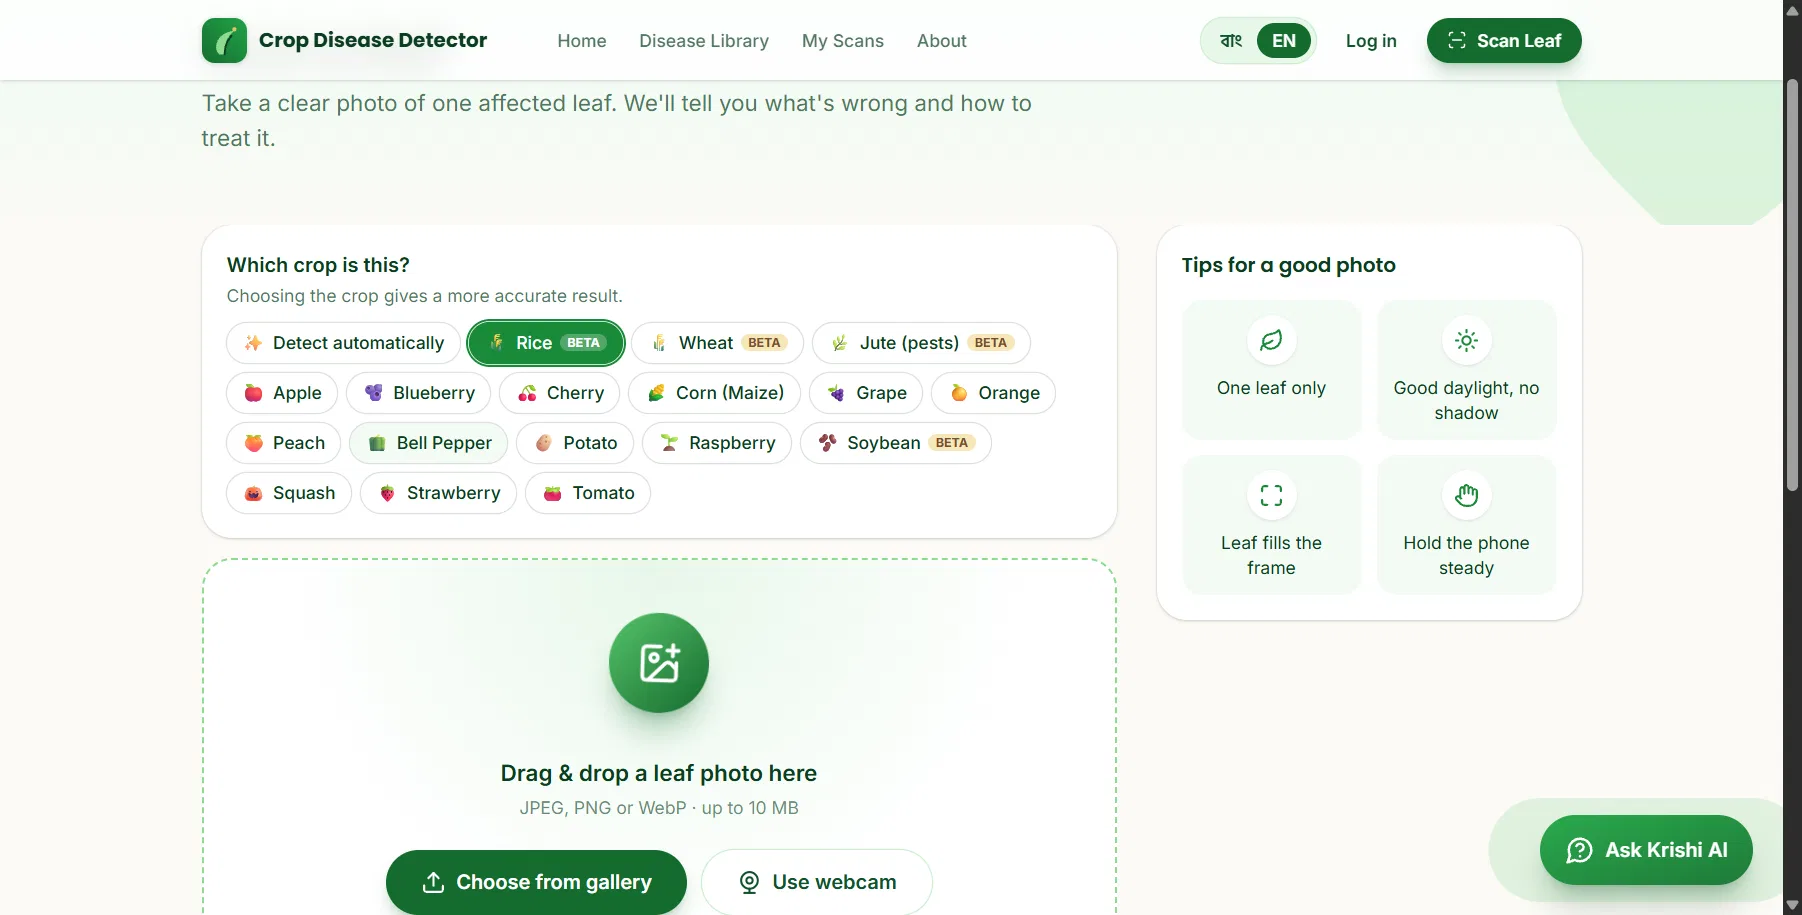 Crop Disease Detector
Home
Disease Library
My Scans
About
বাং
EN
Log in
Scan Leaf
Take a clear photo of one affected leaf. We'll tell you what's wrong and how to
treat it.
Which crop is this?
Choosing the crop gives a more accurate result.
Detect automatically
Rice BETA
Wheat BETA
Jute (pests) BETA
Apple
Blueberry
Cherry
Corn (Maize)
Grape
Orange
Peach
Bell Pepper
Potato
Raspberry
Soybean BETA
Squash
Strawberry
Tomato
Tips for a good photo
One leaf only
Good daylight, no
shadow
Leaf fills the
frame
Hold the phone
steady
Drag & drop a leaf photo here
JPEG, PNG or WebP · up to 10 MB
Choose from gallery
Use webcam
Ask Krishi AI